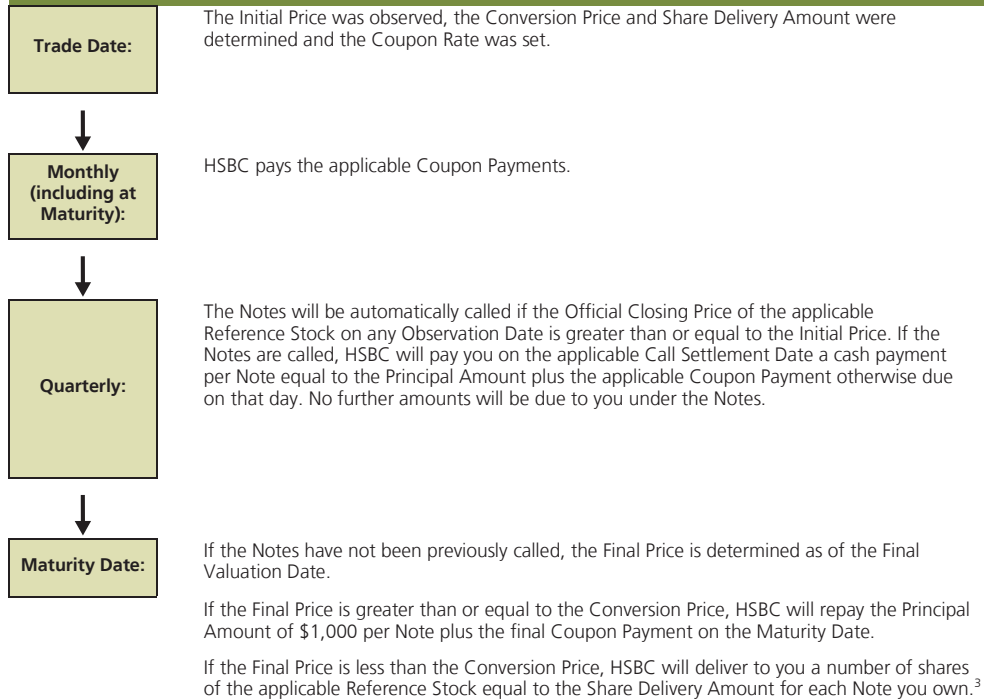 Trade Date:
The Initial Price was observed, the Conversion Price and Share Delivery Amount were
determined and the Coupon Rate was set.
Monthly
(including at
Maturity):
HSBC pays the applicable Coupon Payments.
Quarterly:
The Notes will be automatically called if the Official Closing Price of the applicable
Reference Stock on any Observation Date is greater than or equal to the Initial Price. If the
Notes are called, HSBC will pay you on the applicable Call Settlement Date a cash payment
per Note equal to the Principal Amount plus the applicable Coupon Payment otherwise due
on that day. No further amounts will be due to you under the Notes.
Maturity Date:
If the Notes have not been previously called, the Final Price is determined as of the Final
Valuation Date.
If the Final Price is greater than or equal to the Conversion Price, HSBC will repay the Principal
Amount of $1,000 per Note plus the final Coupon Payment on the Maturity Date.
If the Final Price is less than the Conversion Price, HSBC will deliver to you a number of shares
of the applicable Reference Stock equal to the Share Delivery Amount for each Note you own.³